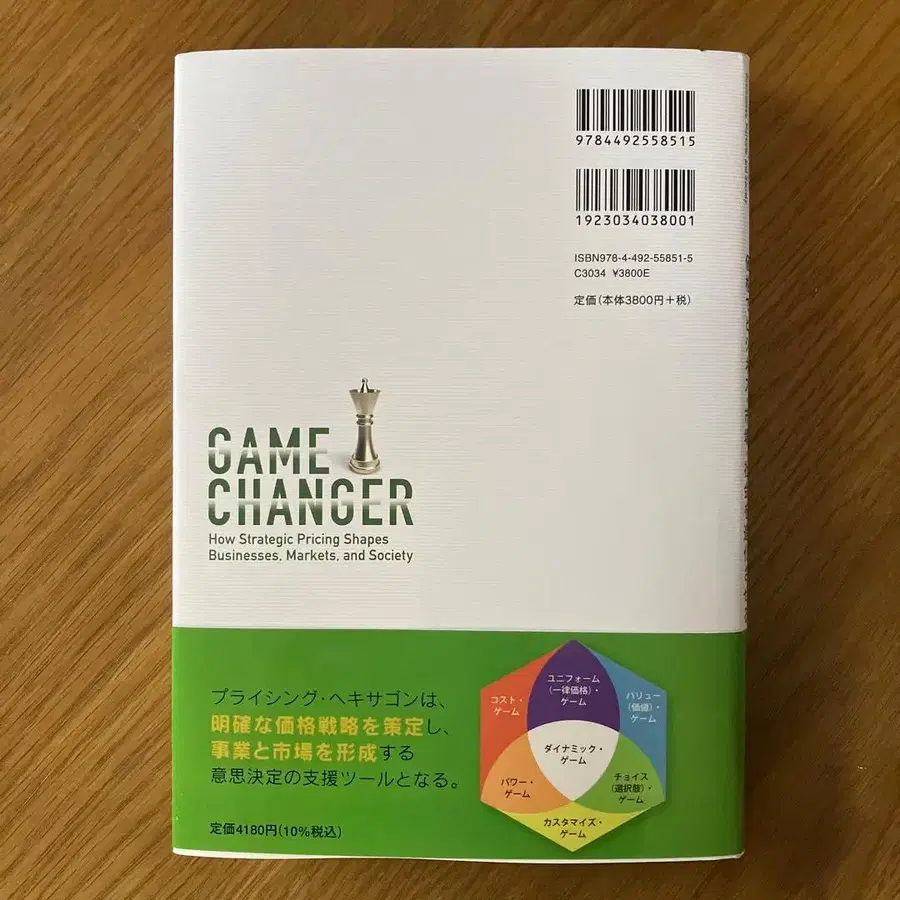 9784492558515
1923034038001
ISBN978-4-492-55851-5
C3034 ¥3800E
定価(本体3800円+税)
GAME
CHANGER
How Strategic Pricing Shapes
Businesses, Markets, and Society
プライシング・ヘキサゴンは、
明確な価格戦略を策定し、
事業と市場を形成する
意思決定の支援ツールとなる。
定価4180円(10%税込)
ユニフォーム
(一律価格)・
ゲーム
コスト・
ゲーム
バリュー
(価値)・
ゲーム
ダイナミック・
ゲーム
パワー・
ゲーム
チョイス
(選択肢)・
ゲーム
カスタマイズ・
ゲーム